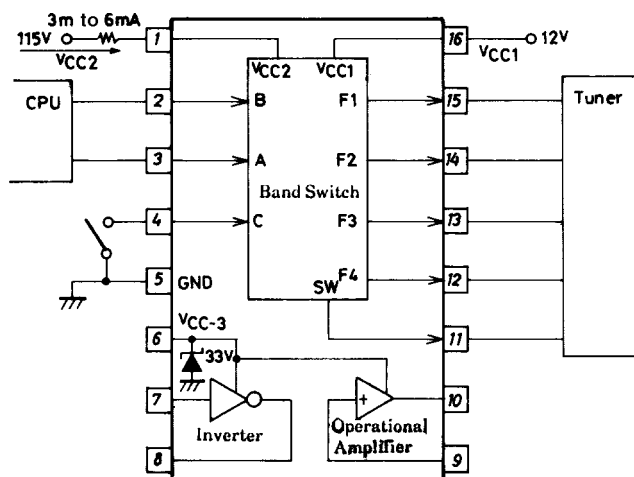 3m to 6mA
115V
VCC2
1
16
VCC1
12V
CPU
2
3
4
5
6
7
8
VCC2 VCC1
B F1
A F2
Band Switch
C F3
F4
SW
15
14
13
12
11
10
9
Tuner
GND
VCC-3
33V
Inverter
+
Operational
Amplifier